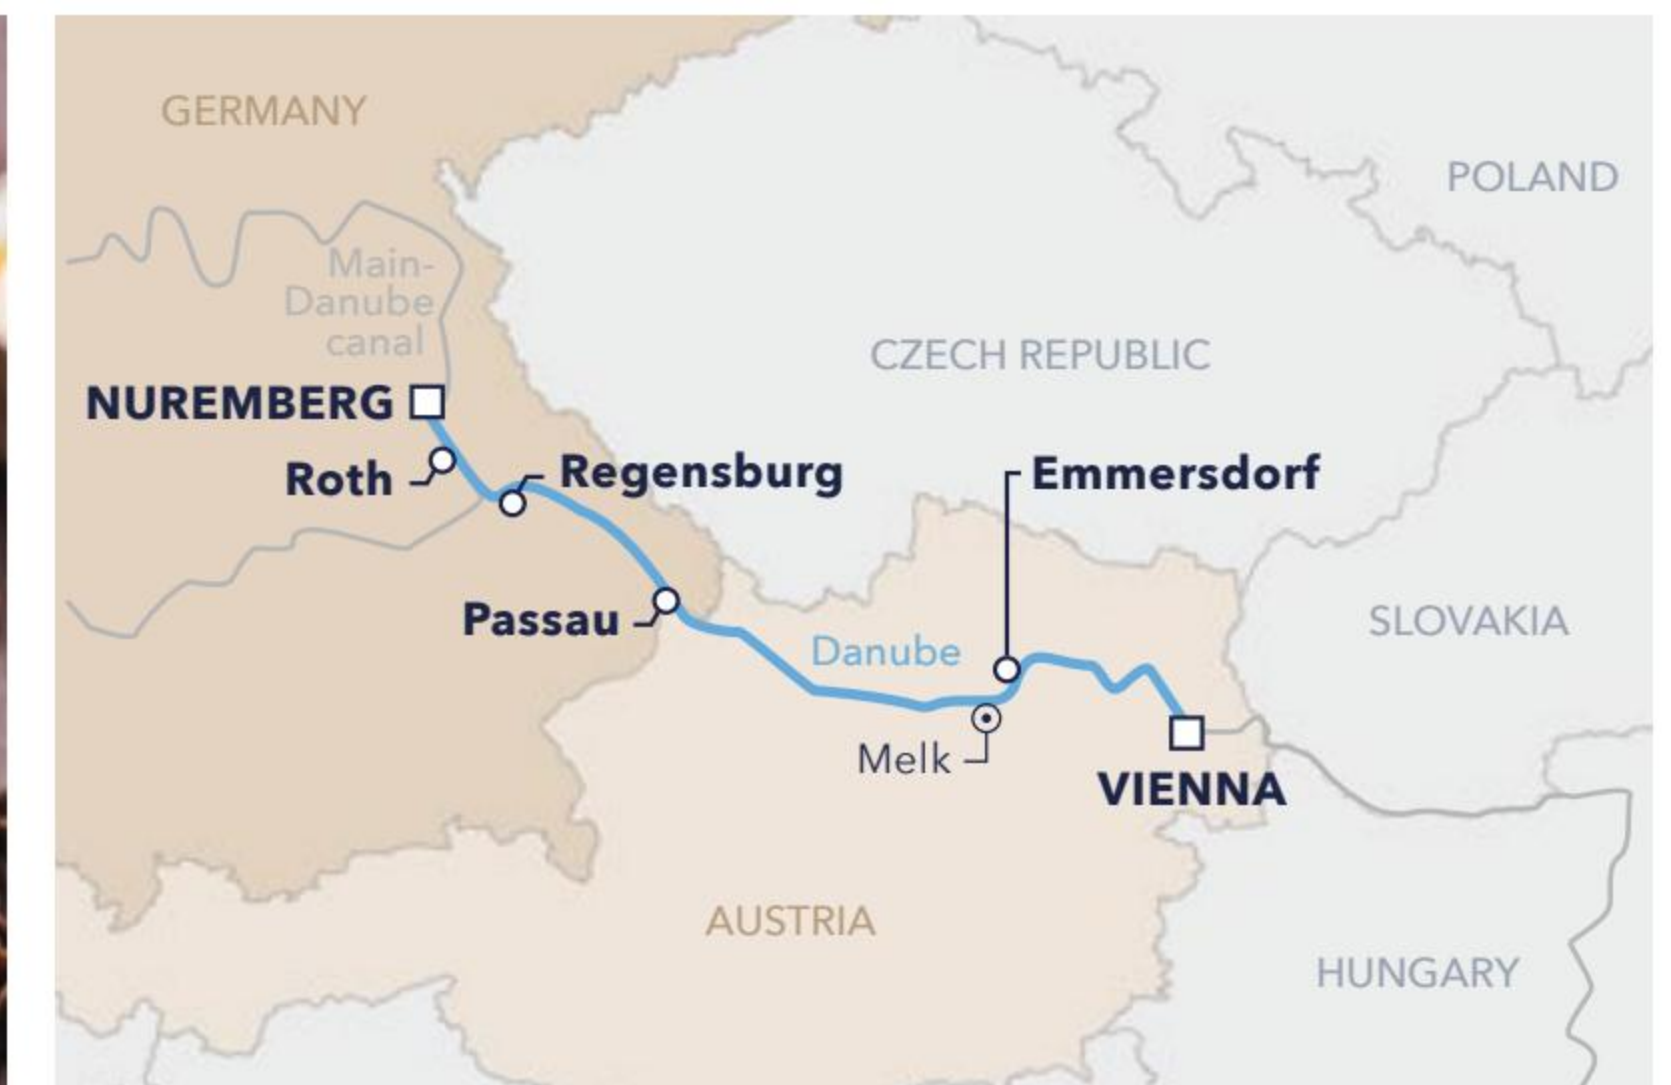 GERMANY
POLAND
Main-
Danube
canal
CZECH REPUBLIC
NUREMBERG
Roth
Regensburg
Emmersdorf
Passau
Danube
SLOVAKIA
Melk
VIENNA
AUSTRIA
HUNGARY